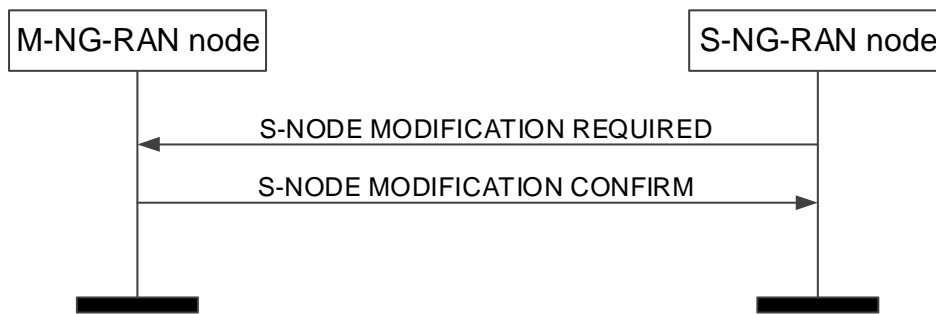 M-NG-RAN node
S-NG-RAN node
S-NODE MODIFICATION REQUIRED
S-NODE MODIFICATION CONFIRM